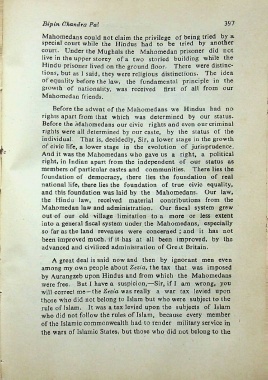 Bipin Chandra Pal 397
Mahomedans could not claim the privilege of being tried by a
special court while the Hindus had to be tried by another
court. Under the Mughals the Mahomedan prisoner did not
live in the upper storey of a two storied building while the
Hindu prisoner lived on the ground floor. There were distinc-
tions, but as I said, they were religious distinctions. The idea
of equality before the law, the fundamental principle in the
growth of nationality, was received first of all from our
Mahomedan friends.
Before the advent of the Mahomedans we Hindus had no
rights apart from that which was determined by our status.
Before the Mahomedans our civic rights and even our criminal
rights were all determined by our caste, by the status of the
individual. That is, decidedly, Sir, a lower stage in the growth
of civic life, a lower stage in the evolution of jurisprudence.
And it was the Mahomedans who gave us a right, a political
right, in Indian apart from the independent of our status as
members of particular castes and communities. There lies the
foundation of democracy, there lies the foundation of real
national life, there lies the foundation of true civic equality,
and this foundation was laid by the Mahomedans. Our law,
the Hindu law, received material contributions from the
Mahomedan law and administration. Our fiscal system grew
out of our old village limitation to a more or less extent
into a general fiscal system under the Mahomedans, especially
so far as the land revenues were concerned; and it has not
been improved much, if it has at all been improved, by the
advanced and civilised administration of Great Britain.
A great deal is said now and then by ignorant men even
among my own people about Zezia, the tax that was imposed
by Aurangzeb upon Hindus and from which the Mahomedans
were free. But I have a suspicion,—Sir, if I am wrong, you
will correct me—the Zezia was really a war tax levied upon
those who did not belong to Islam but who were subject to the
rule of Islam. It was a tax levied upon the subjects of Islam
who did not follow the rules of Islam, because every member
of the Islamic commonwealth had to render military service in
the wars of Islamic States, but those who did not belong to the